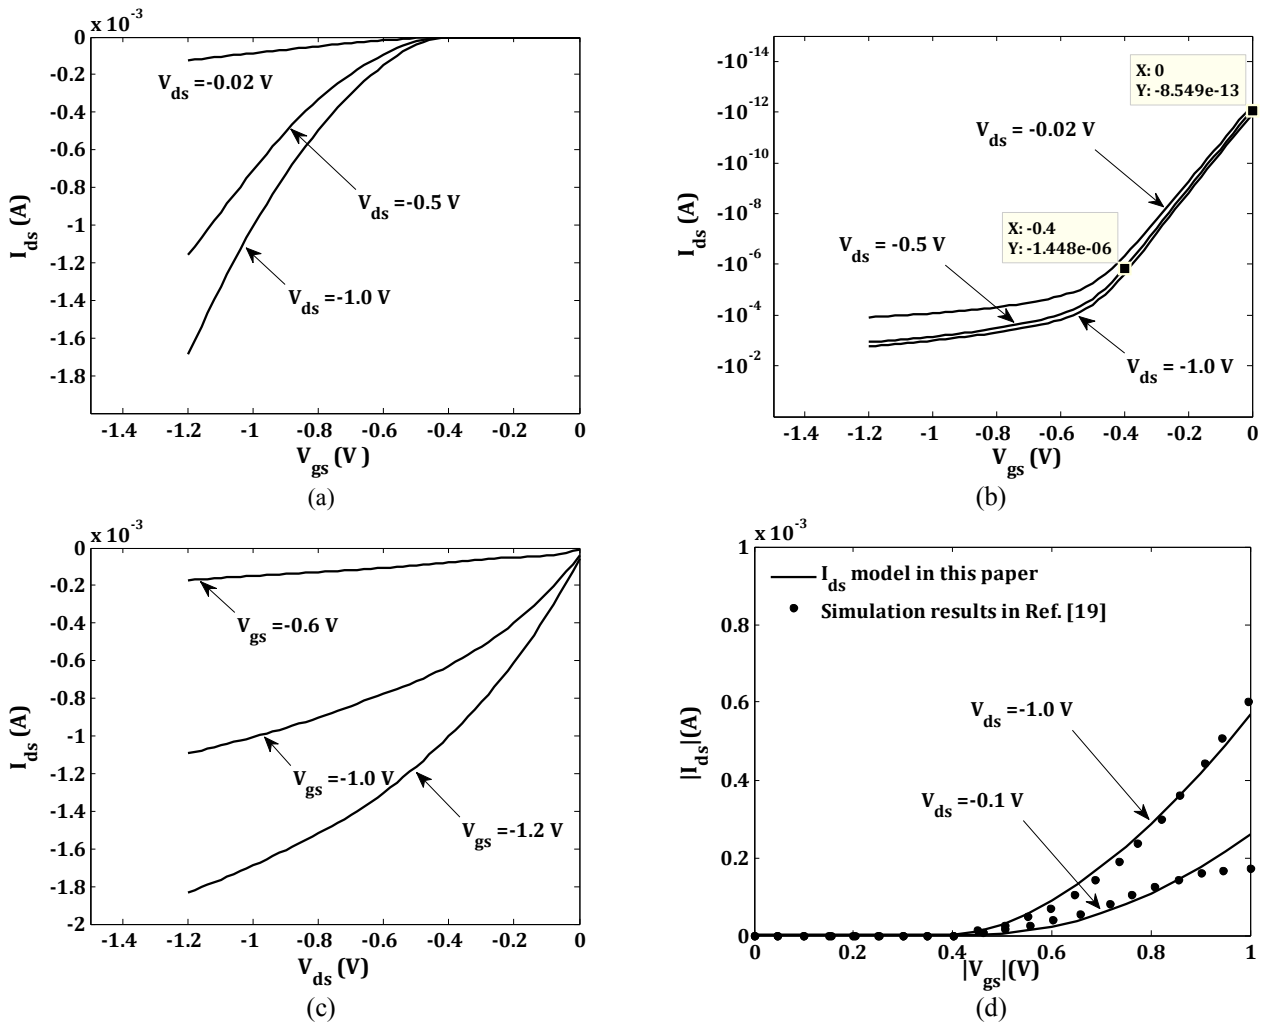 x 10⁻³
0
-0.2
-0.4
-0.6
-0.8
-1
-1.2
-1.4
-1.6
-1.8
I_ds (A)
V_ds =-0.02 V
V_ds =-0.5 V
V_ds =-1.0 V
-1.4 -1.2 -1 -0.8 -0.6 -0.4 -0.2 0
V_gs (V )
(a)
-10⁻¹⁴
-10⁻¹²
-10⁻¹⁰
-10⁻⁸
-10⁻⁶
-10⁻⁴
-10⁻²
I_ds (A)
X: 0
Y: -8.549e-13
V_ds = -0.02 V
X: -0.4
Y: -1.448e-06
V_ds = -0.5 V
V_ds = -1.0 V
-1.4 -1.2 -1 -0.8 -0.6 -0.4 -0.2 0
V_gs (V)
(b)
x 10⁻³
0
-0.2
-0.4
-0.6
-0.8
-1
-1.2
-1.4
-1.6
-1.8
-2
I_ds (A)
V_gs =-0.6 V
V_gs =-1.0 V
V_gs =-1.2 V
-1.4 -1.2 -1 -0.8 -0.6 -0.4 -0.2 0
V_ds (V)
(c)
x 10⁻³
1
0.8
0.6
0.4
0.2
0
|I_ds|(A)
I_ds model in this paper
Simulation results in Ref. [19]
V_ds =-1.0 V
V_ds =-0.1 V
0 0.2 0.4 0.6 0.8 1
|V_gs|(V)
(d)